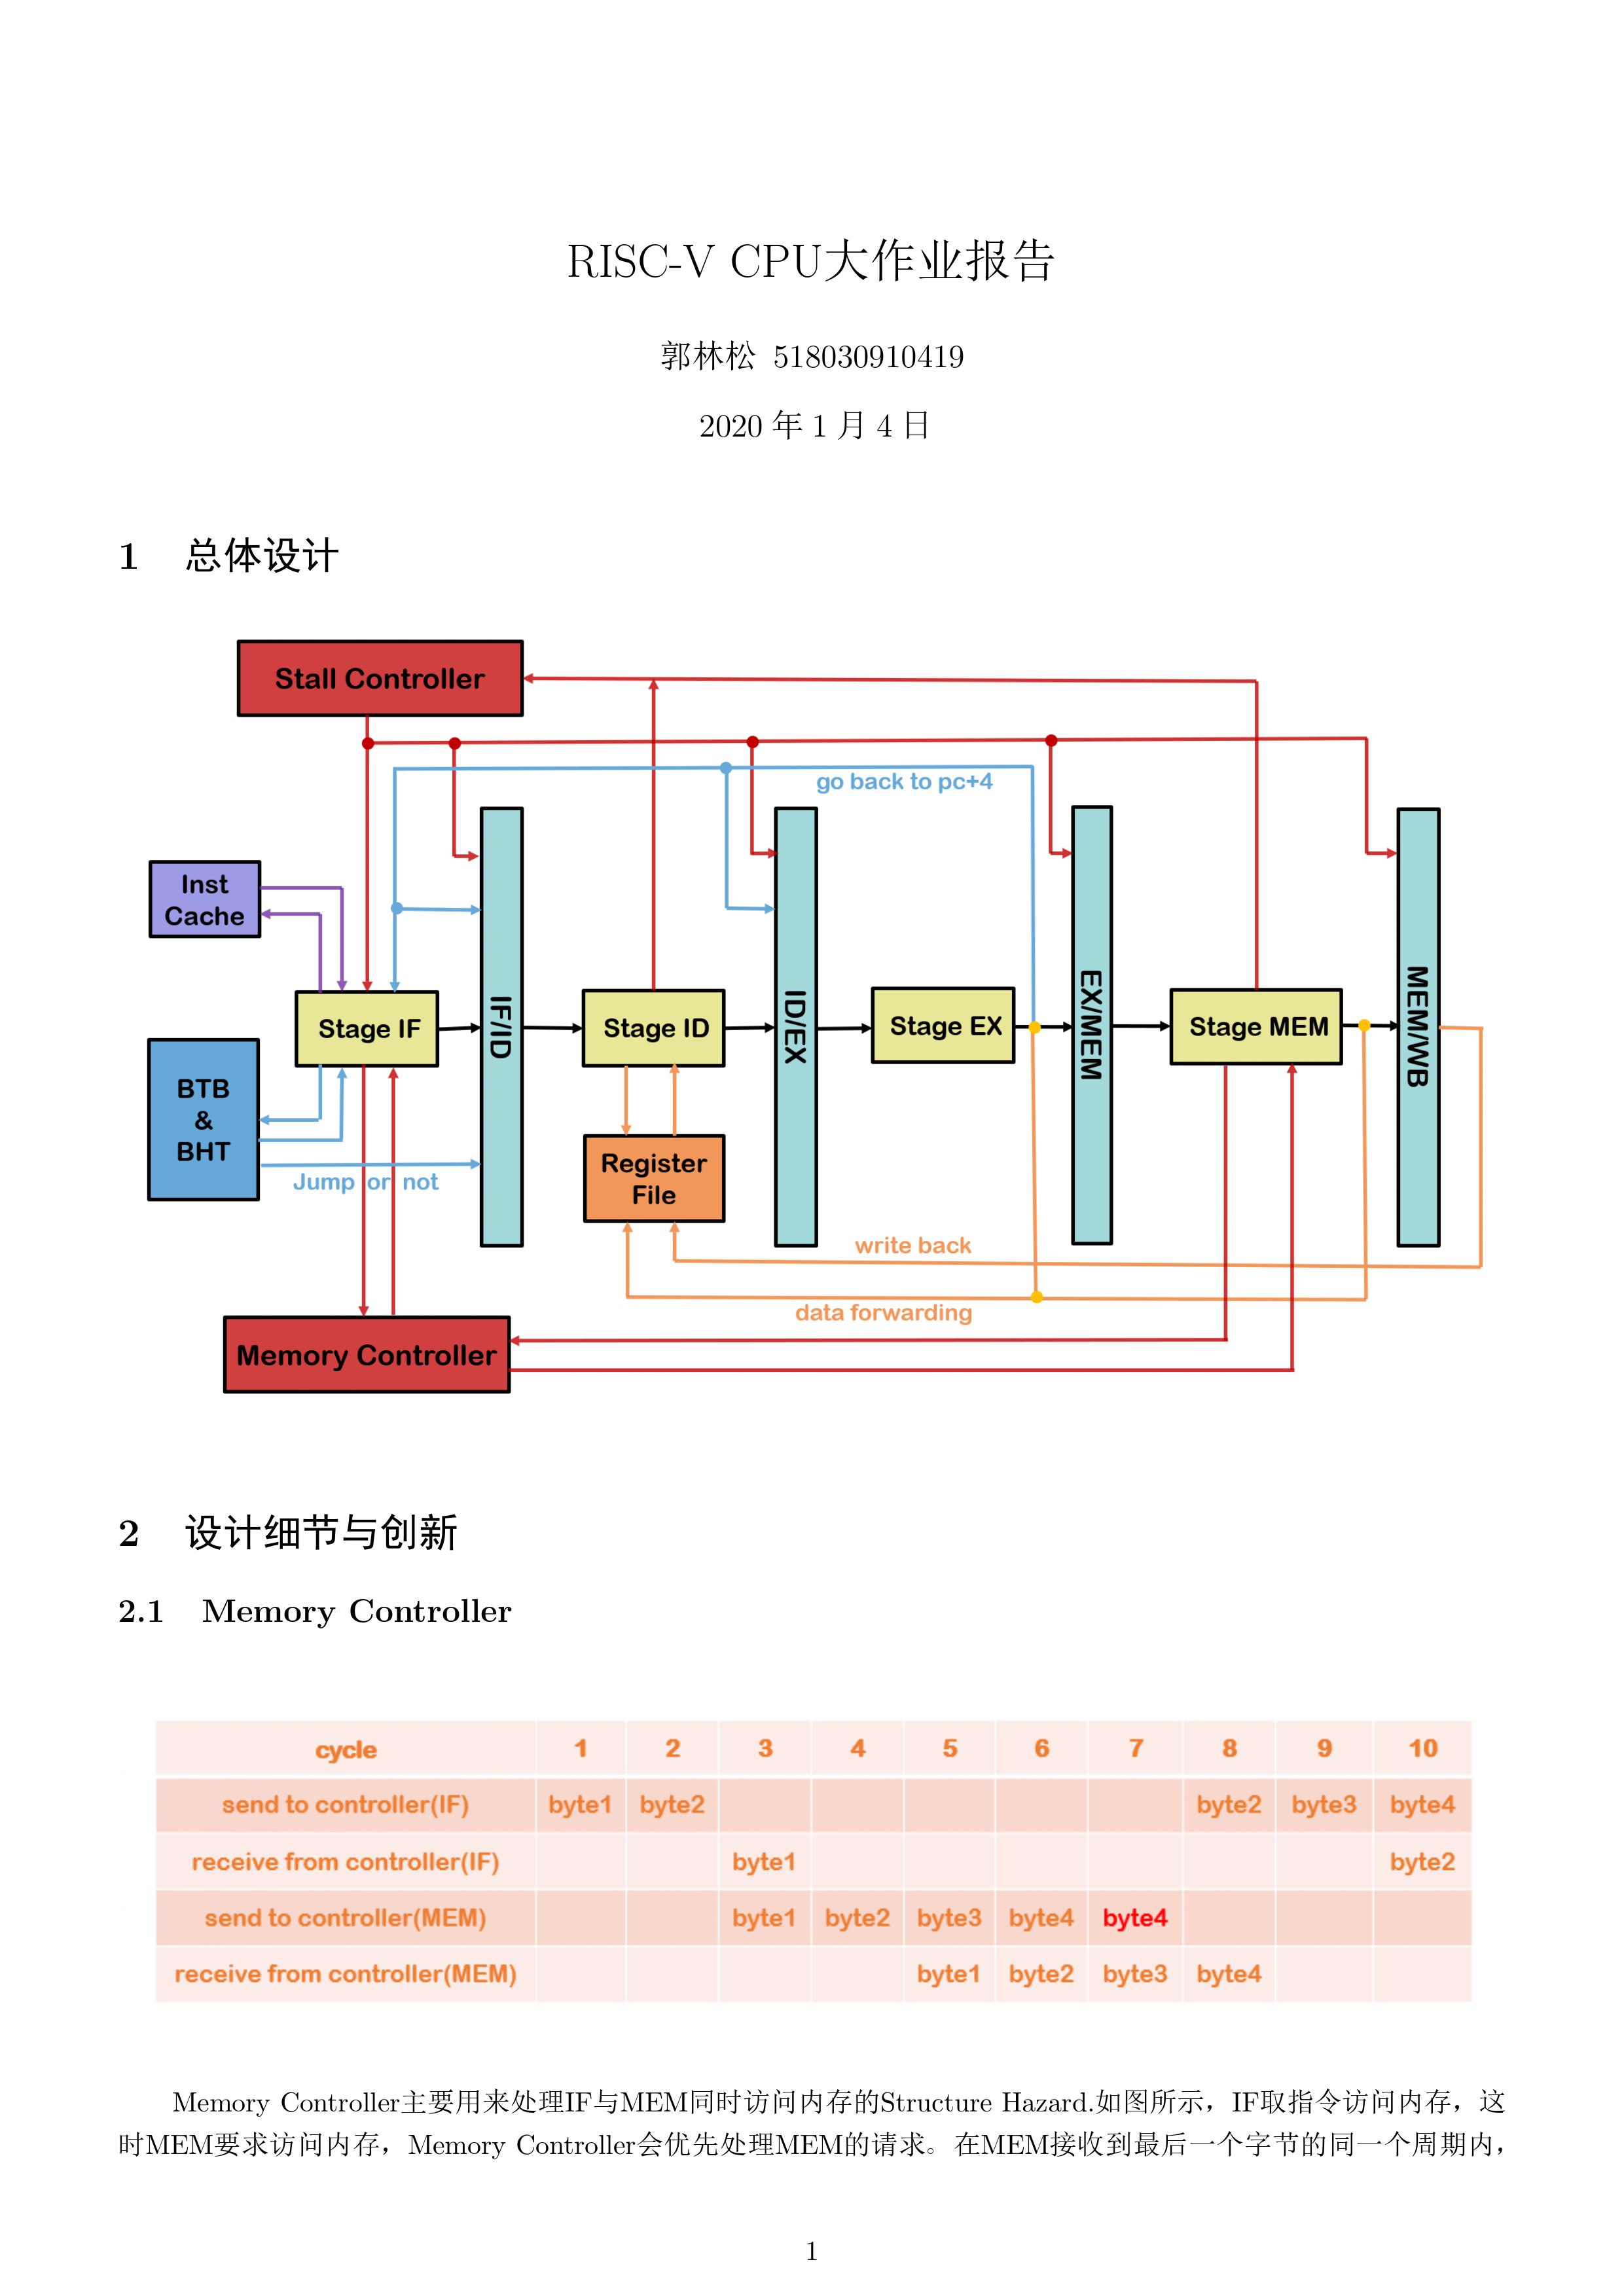 RISC-V CPU大作业报告
郭林松 518030910419
2020 年 1 月 4 日
1 总体设计
Stall Controller
go back to pc+4
Inst
Cache
Stage IF
IF/ID
Stage ID
ID/EX
Stage EX
EX/MEM
Stage MEM
MEM/WB
BTB
&
BHT
Jump or not
Register
File
write back
data forwarding
Memory Controller
2 设计细节与创新
2.1 Memory Controller
cycle 1 2 3 4 5 6 7 8 9 10
send to controller(IF) byte1 byte2 byte2 byte3 byte4
receive from controller(IF) byte1 byte2
send to controller(MEM) byte1 byte2 byte3 byte4 byte4
receive from controller(MEM) byte1 byte2 byte3 byte4
Memory Controller主要用来处理IF与MEM同时访问内存的Structure Hazard.如图所示，IF取指令访问内存，这
时MEM要求访问内存，Memory Controller会优先处理MEM的请求。在MEM接收到最后一个字节的同一个周期内，
1